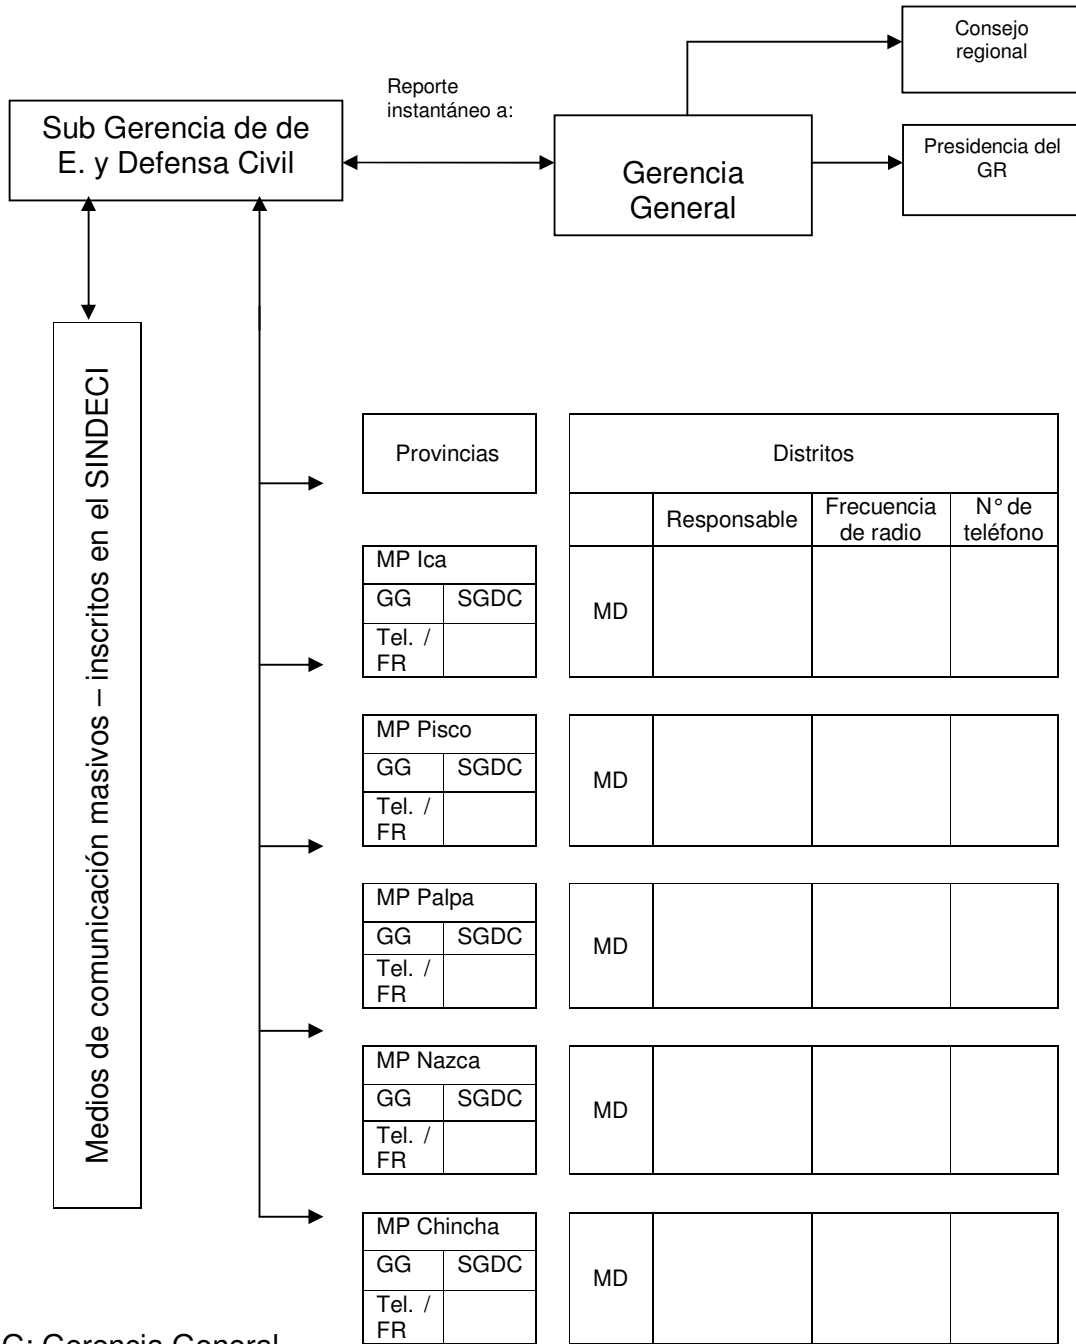 Consejo
regional
Reporte
instantáneo a:
Sub Gerencia de de
E. y Defensa Civil
Gerencia
General
Presidencia del
GR
Medios de comunicación masivos – inscritos en el SINDECI
Provincias
Distritos
Responsable
Frecuencia
de radio
N° de
teléfono
MP Ica
GG SGDC
Tel. /
FR
MD
MP Pisco
GG SGDC
Tel. /
FR
MD
MP Palpa
GG SGDC
Tel. /
FR
MD
MP Nazca
GG SGDC
Tel. /
FR
MD
MP Chincha
GG SGDC
Tel. /
FR
MD
G: Gerencia General